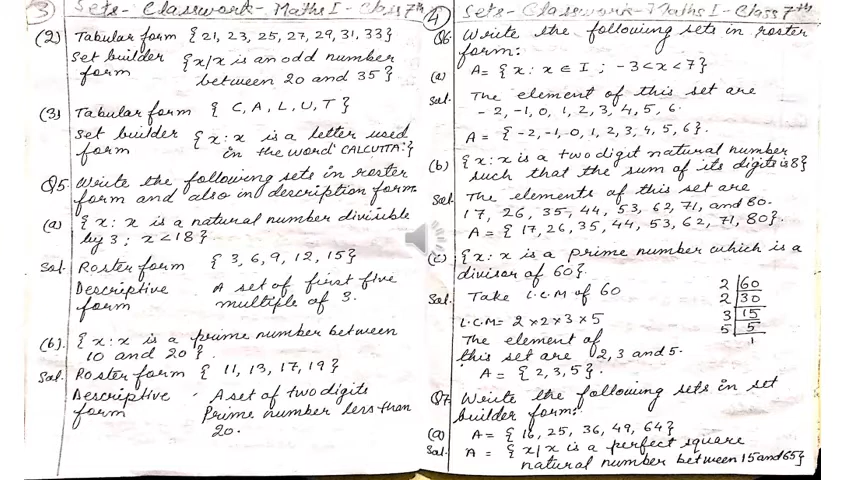 3 Sets - Classwork - Maths I - Class 7th
(2) Tabular form {21, 23, 25, 27, 29, 31, 33}
Set builder {x/x is an odd number
form between 20 and 35}
(3) Tabular form { C, A, L, U, T}
Set builder {x: x is a letter used
form in the word CALCUTTA.}
Q5. Write the following sets in roster
form and also in description form.
(a) {x: x is a natural number divisible
by 3; x<18}
Sol. Roster form {3, 6, 9, 12, 15}
Descriptive A set of first five
form multiple of 3.
(b). {x: x is a prime number between
10 and 20}.
Sol. Roster form { 11, 13, 17, 19}
Descriptive - A set of two digits
form Prime number less than
20.
4 Sets - Classwork - Maths I - Class 7th
Q6 Write the following sets in roster
form:
(a) A = {x: x ∈ I ; -3<x<7}
Sol. The element of this set are
-2, -1, 0, 1, 2, 3, 4, 5, 6.
A = {-2, -1, 0, 1, 2, 3, 4, 5, 6}.
(b) {x: x is a two digit natural number
such that the sum of its digits is 8}
Sol The elements of this set are
17, 26, 35, 44, 53, 62, 71, and 80.
A = {17, 26, 35, 44, 53, 62, 71, 80}
(c) {x: x is a prime number which is a
divisor of 60}.
Sol. Take L.C.M of 60
2 | 60
2 | 30
3 | 15
5 | 5
1
L.C.M = 2×2×3×5
The element of
this set are 2, 3 and 5.
A = {2, 3, 5}.
Q7 Write the following sets in set
builder form:
(a) A = {16, 25, 36, 49, 64}
Sol. A = {x/x is a perfect square
natural number between 15 and 65}